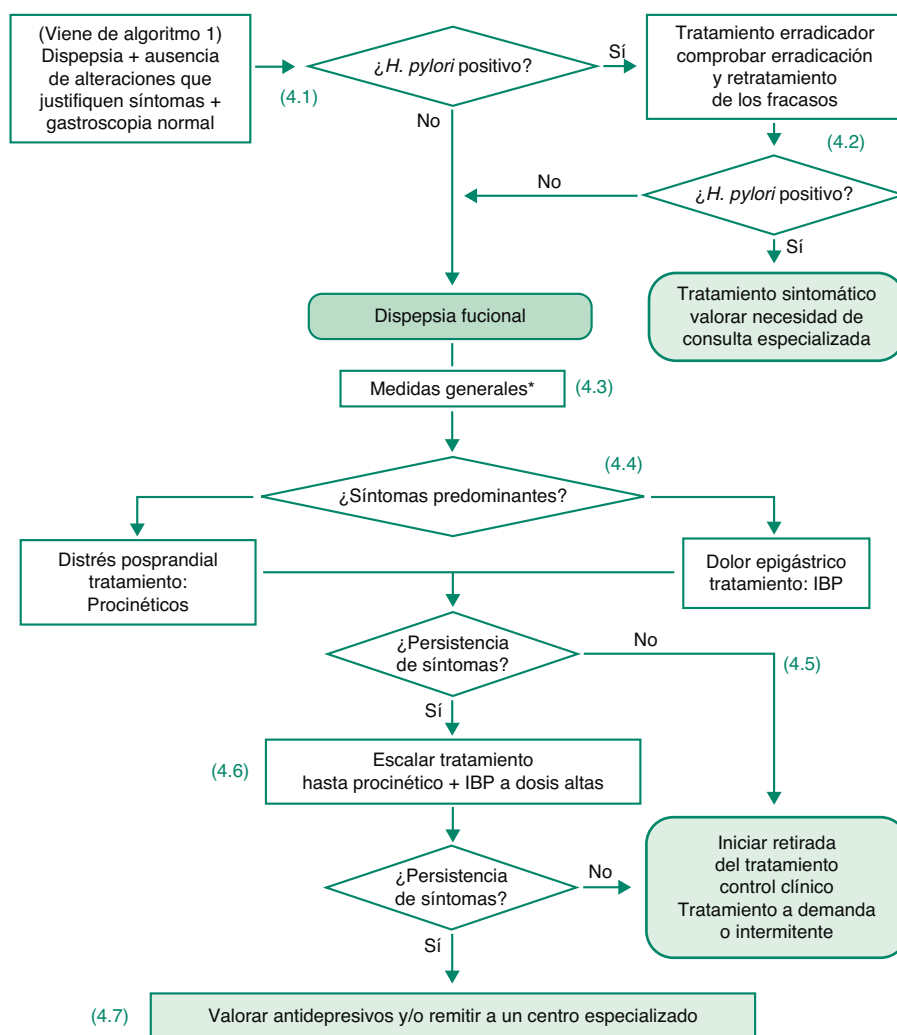 (Viene de algoritmo 1)
Dispepsia + ausencia
de alteraciones que
justifiquen síntomas +
gastroscopia normal
(4.1)
¿H. pylori positivo?
Sí
No
Tratamiento erradicador
comprobar erradicación
y retratamiento
de los fracasos
(4.2)
¿H. pylori positivo?
No
Sí
Tratamiento sintomático
valorar necesidad de
consulta especializada
Dispepsia fucional
Medidas generales*
(4.3)
(4.4)
¿Síntomas predominantes?
Distrés posprandial
tratamiento:
Procinéticos
Dolor epigástrico
tratamiento: IBP
¿Persistencia
de síntomas?
No
(4.5)
Sí
(4.6)
Escalar tratamiento
hasta procinético + IBP a dosis altas
¿Persistencia
de síntomas?
No
Sí
Iniciar retirada
del tratamiento
control clínico
Tratamiento a demanda
o intermitente
(4.7)
Valorar antidepresivos y/o remitir a un centro especializado